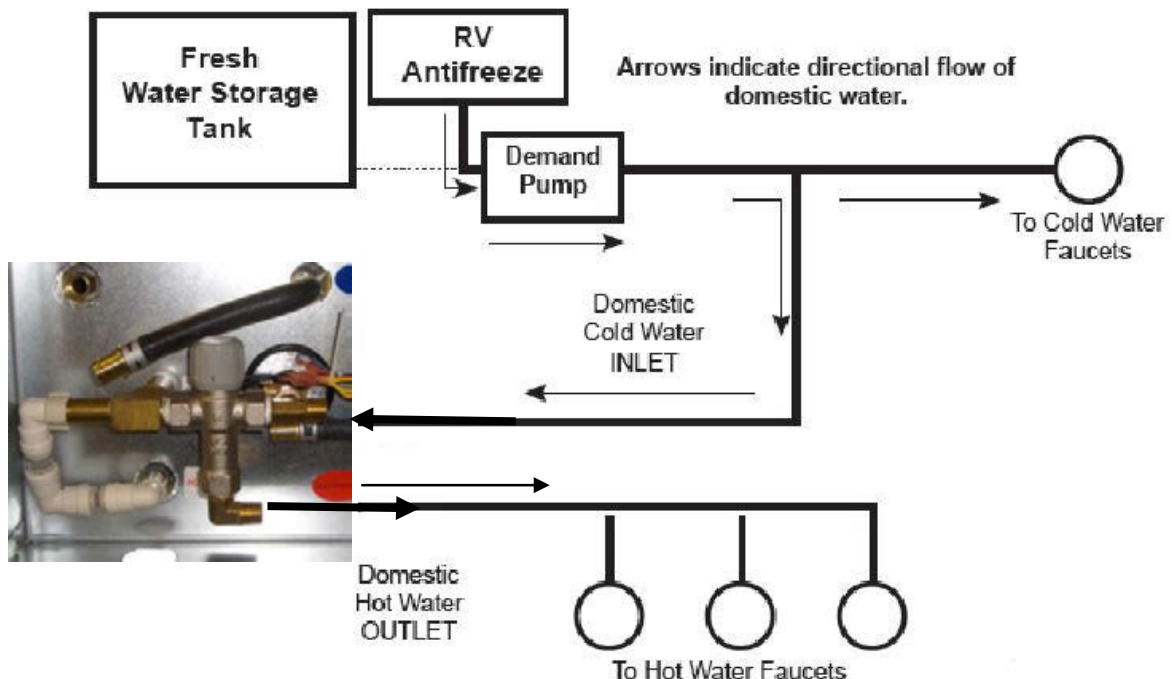 Fresh
Water Storage
Tank
RV
Antifreeze
Arrows indicate directional flow of
domestic water.
Demand
Pump
To Cold Water
Faucets
Domestic
Cold Water
INLET
Domestic
Hot Water
OUTLET
To Hot Water Faucets